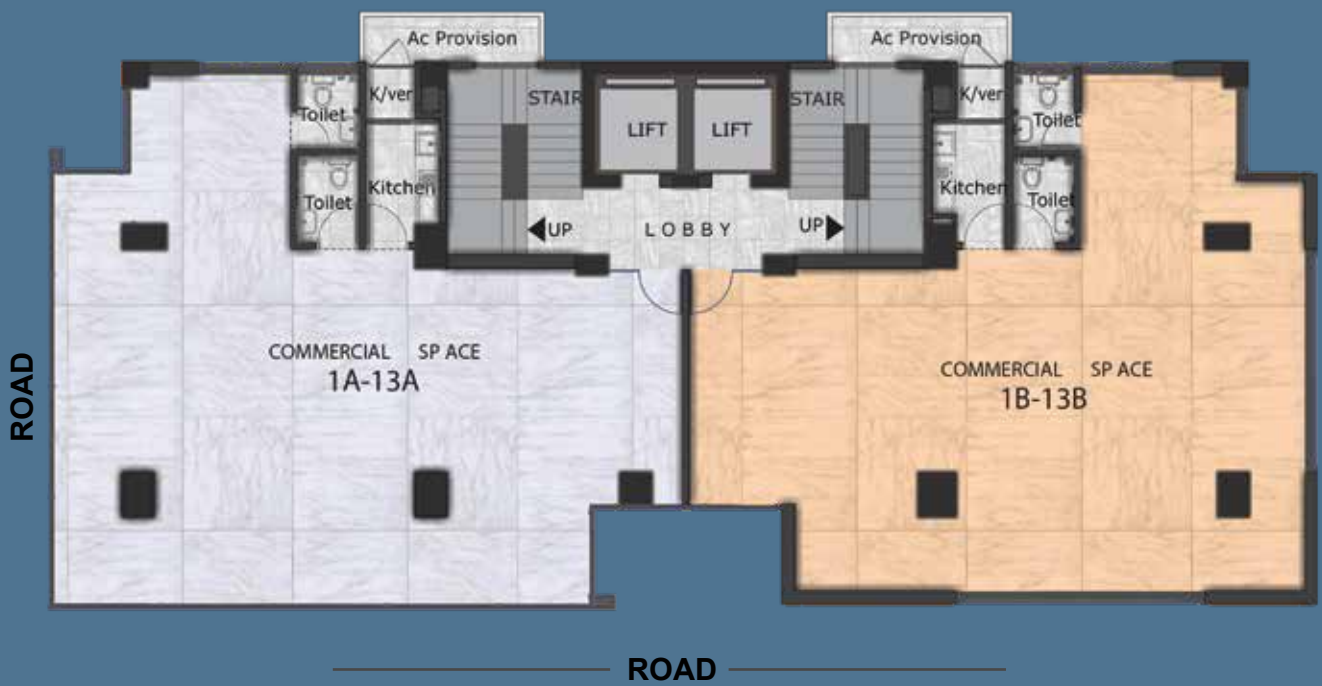 Ac Provision
Ac Provision
K/ver
STAIR
STAIR
K/ver
Toilet
LIFT
LIFT
Toilet
Toilet
Kitchen
Kitchen
Toilet
UP
LOBBY
UP
COMMERCIAL SP ACE
1A-13A
COMMERCIAL SP ACE
1B-13B
ROAD
ROAD